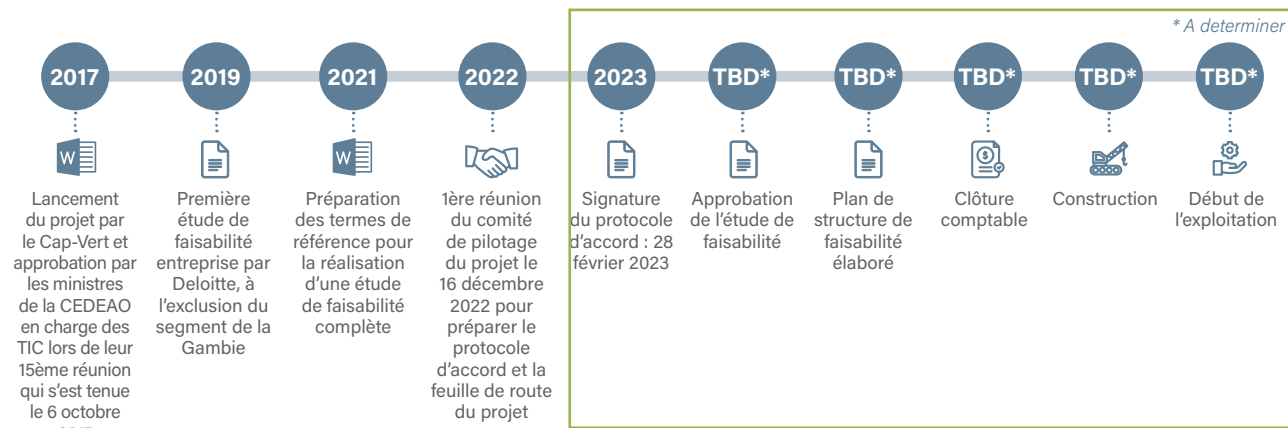 * A determiner
2017
2019
2021
2022
2023
TBD*
TBD*
TBD*
TBD*
TBD*
W
W
$
Lancement
du projet par
le Cap-Vert et
approbation par
les ministres
de la CEDEAO
en charge des
TIC lors de leur
15ème réunion
qui s'est tenue
le 6 octobre
Première
étude de
faisabilité
entreprise par
Deloitte, à
l'exclusion du
segment de la
Gambie
Préparation
des termes de
référence pour
la réalisation
d'une étude
de faisabilité
complète
1ère réunion
du comité
de pilotage
du projet le
16 décembre
2022 pour
préparer le
protocole
d'accord et la
feuille de route
du projet
Signature
du protocole
d'accord : 28
février 2023
Approbation
de l'étude de
faisabilité
Plan de
structure de
faisabilité
élaboré
Clôture
comptable
Construction
Début de
l'exploitation